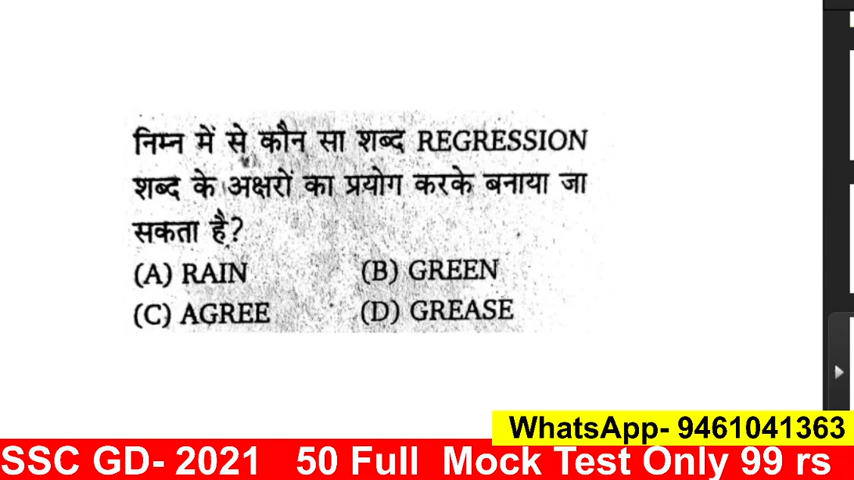 निम्न में से कौन सा शब्द REGRESSION
शब्द के अक्षरों का प्रयोग करके बनाया जा
सकता है?
(A) RAIN (B) GREEN
(C) AGREE (D) GREASE
WhatsApp- 9461041363
SSC GD- 2021 50 Full Mock Test Only 99 rs